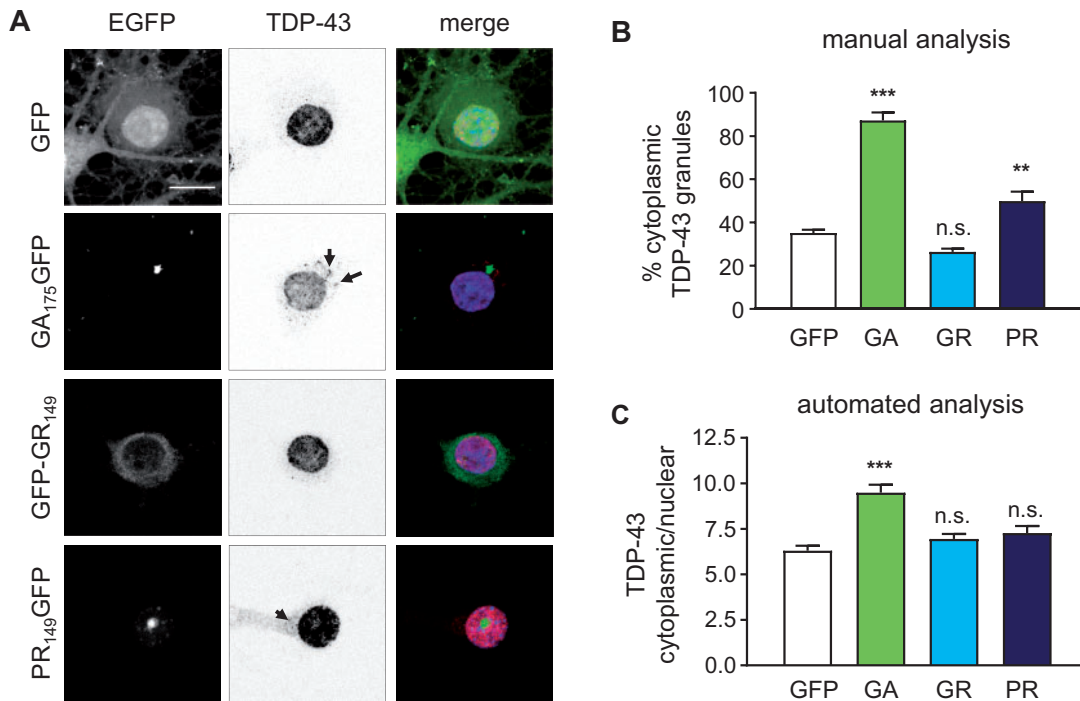 A
EGFP TDP-43 merge
GFP
GA₁₇₅GFP
GFP-GR₁₄₉
PR₁₄₉GFP
B
manual analysis
% cytoplasmic
TDP-43 granules
100
80
60
40
20
0
***
n.s.
**
GFP GA GR PR
C
automated analysis
TDP-43
cytoplasmic/nuclear
12.5
10.0
7.5
5.0
2.5
0.0
***
n.s.
n.s.
GFP GA GR PR